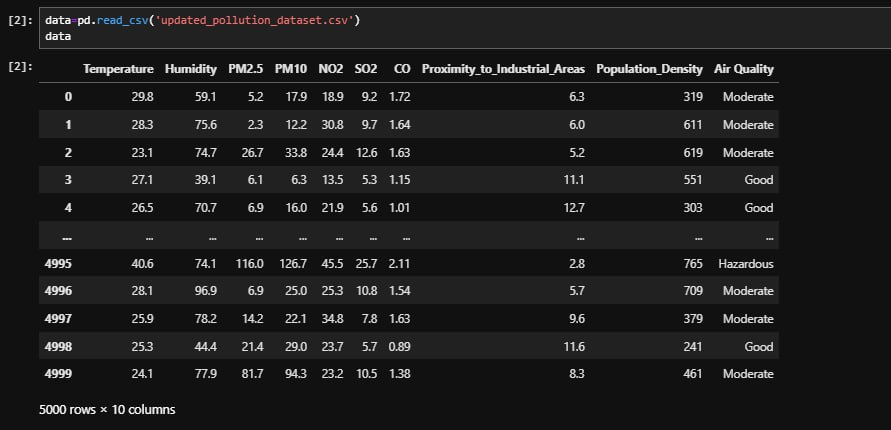 [2]: data=pd.read_csv('updated_pollution_dataset.csv')
data
[2]: Temperature Humidity PM2.5 PM10 NO2 SO2 CO Proximity_to_Industrial_Areas Population_Density Air Quality
0 29.8 59.1 5.2 17.9 18.9 9.2 1.72 6.3 319 Moderate
1 28.3 75.6 2.3 12.2 30.8 9.7 1.64 6.0 611 Moderate
2 23.1 74.7 26.7 33.8 24.4 12.6 1.63 5.2 619 Moderate
3 27.1 39.1 6.1 6.3 13.5 5.3 1.15 11.1 551 Good
4 26.5 70.7 6.9 16.0 21.9 5.6 1.01 12.7 303 Good
... ... ... ... ... ... ... ... ... ... ...
4995 40.6 74.1 116.0 126.7 45.5 25.7 2.11 2.8 765 Hazardous
4996 28.1 96.9 6.9 25.0 25.3 10.8 1.54 5.7 709 Moderate
4997 25.9 78.2 14.2 22.1 34.8 7.8 1.63 9.6 379 Moderate
4998 25.3 44.4 21.4 29.0 23.7 5.7 0.89 11.6 241 Good
4999 24.1 77.9 81.7 94.3 23.2 10.5 1.38 8.3 461 Moderate
5000 rows × 10 columns